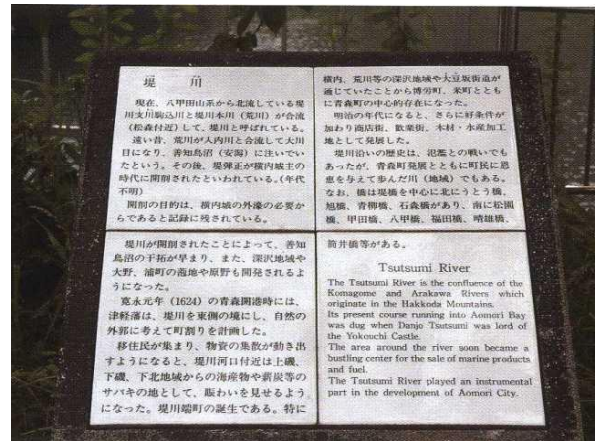 堤　川
現在、八甲田山系から北流している堤
川支川駒込川と堤川本川（荒川）が合流
（松森付近）して、堤川と呼ばれている。
遠い昔、荒川が入内川と合流して大川
目になり、善知鳥沼（安潟）に注いでい
たという。その後、堤弾正が横内城主の
時代に開削されたといわれている。（年代
不明）
開削の目的は、横内城の外濠の必要か
らであると記録に残されている。
堤川が開削されたことによって、善知
鳥沼の干拓が早まり、また、深沢地域や
大野、浦町の湿地や原野も開発されるよ
うになった。
寛永元年（1624）の青森開港時には、
津軽藩は、堤川を東側の境にし、自然の
外郭に考えて町割りを計画した。
移住民が集まり、物資の集散が動き出
すようになると、堤川河口付近は上磯、
下磯、下北地域からの海産物や薪炭等の
サバキの地として、賑わいを見せるよう
になった。堤川端町の誕生である。特に
横内、荒川等の深沢地域や大豆坂街道が
通じていたことから博労町、米町ととも
に青森町の中心的存在になった。
明治の年代になると、さらに好条件が
加わり商店街、歓楽街、木材・水産加工
地として発展した。
堤川沿いの歴史は、氾濫との戦いでも
あったが、青森町発展とともに町民に恩
恵を与えて歩んだ川（地域）でもある。
なお、橋は堤橋を中心に北にうとう橋、
旭橋、青柳橋、石森橋があり、南に松園
橋、甲田橋、八甲橋、福田橋、晴雄橋、
筒井橋等がある。
Tsutsumi River
The Tsutsumi River is the confluence of the
Komagome and Arakawa Rivers which
originate in the Hakkoda Mountains.
Its present course running into Aomori Bay
was dug when Danjo Tsutsumi was lord of
the Yokouchi Castle.
The area around the river soon became a
bustling center for the sale of marine products
and fuel.
The Tsutsumi River played an instrumental
part in the development of Aomori City.